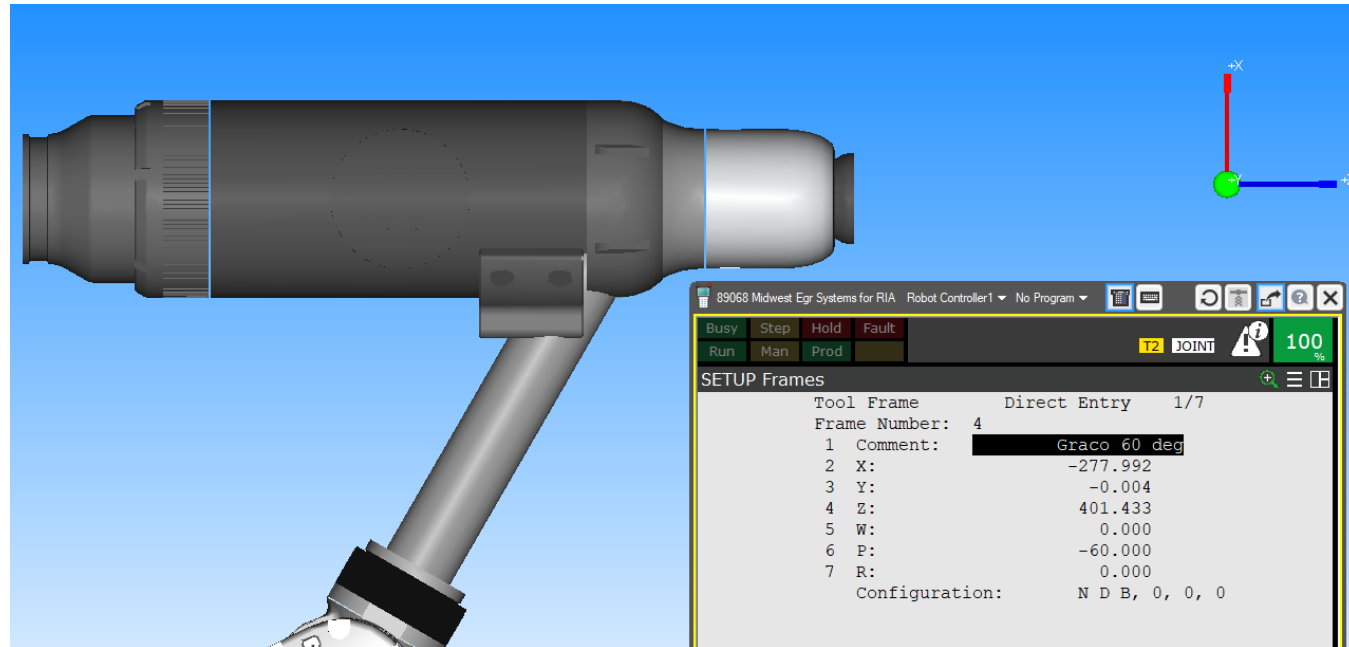 +X
+Y
89068 Midwest Egr Systems for RIA Robot Controller1 No Program
Busy Step Hold Fault
Run Man Prod
T2 JOINT
i
100
%
SETUP Frames
Tool Frame Direct Entry 1/7
Frame Number: 4
1 Comment: Graco 60 deg
2 X: -277.992
3 Y: -0.004
4 Z: 401.433
5 W: 0.000
6 P: -60.000
7 R: 0.000
Configuration: N D B, 0, 0, 0